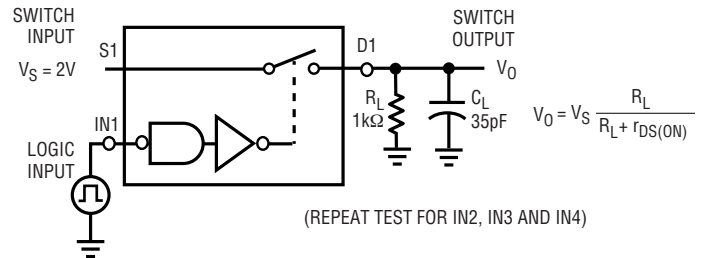 SWITCH
INPUT
V_S = 2V
S1
D1
SWITCH
OUTPUT
V_O
R_L
1kΩ
C_L
35pF
V_O = V_S R_L / (R_L + r_DS(ON))
IN1
LOGIC
INPUT
(REPEAT TEST FOR IN2, IN3 AND IN4)